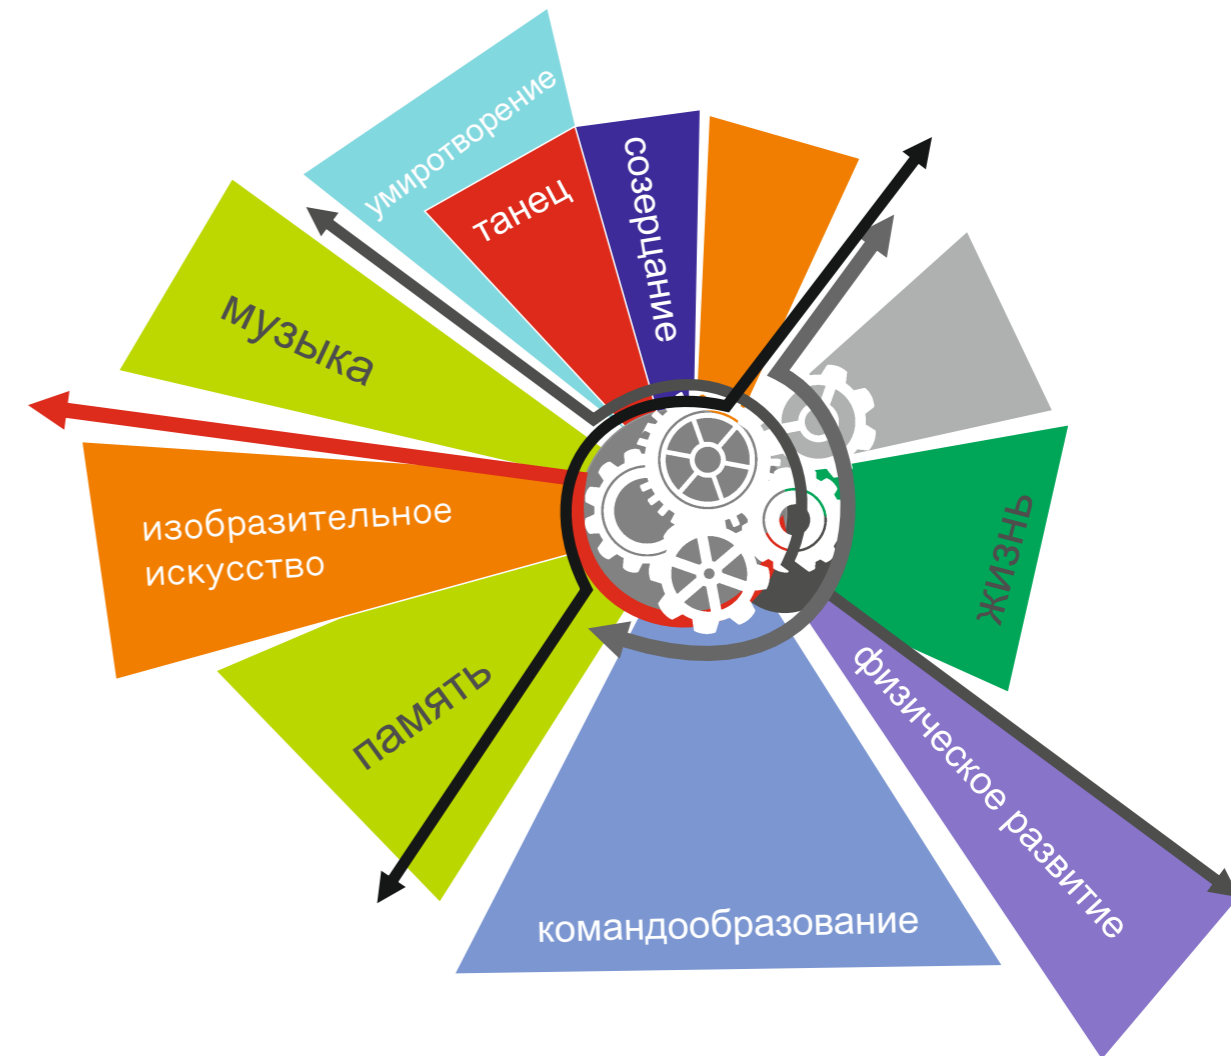 умиротворение
танец
созерцание
музыка
изобразительное
искусство
память
жизнь
физическое развитие
командообразование